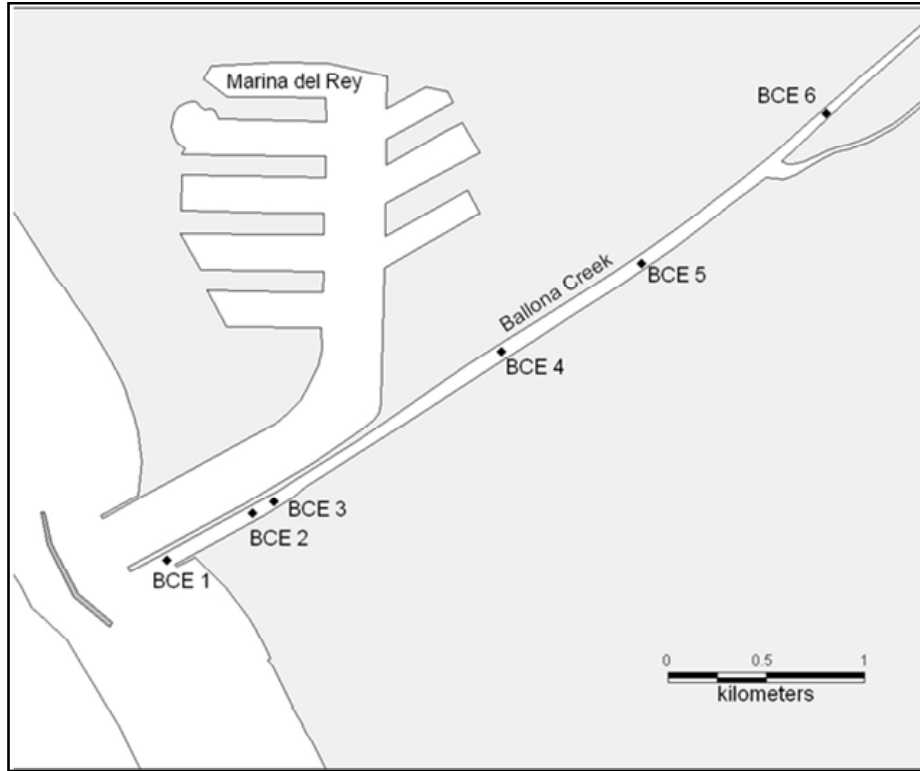 Marina del Rey
BCE 6
Ballona Creek
BCE 5
BCE 4
BCE 3
BCE 2
BCE 1
0 0.5 1
kilometers